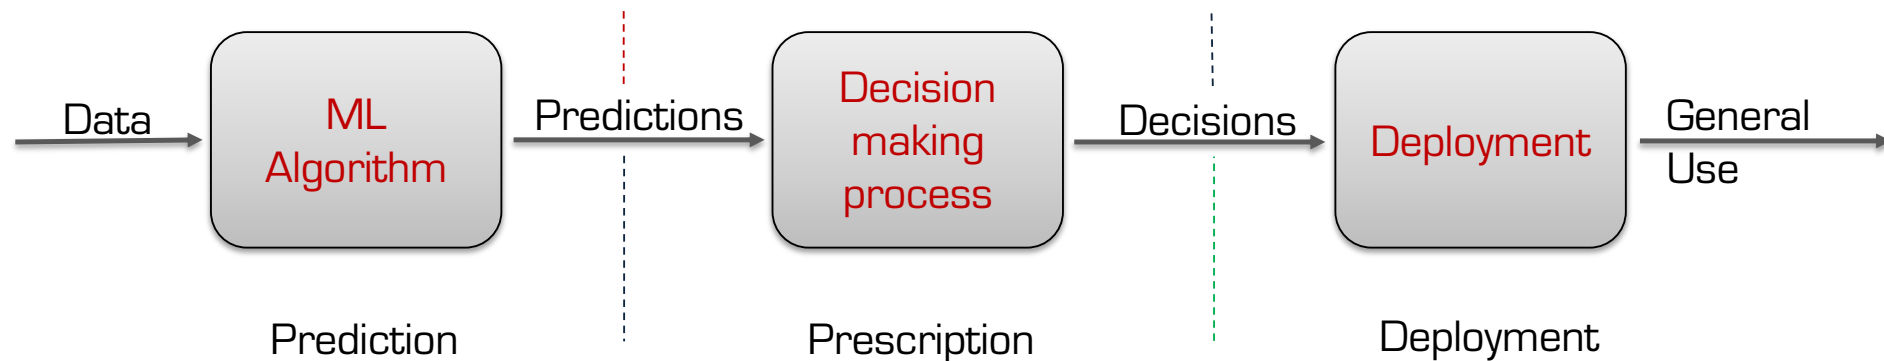 Data
ML
Algorithm
Predictions
Decision
making
process
Decisions
Deployment
General
Use
Prediction
Prescription
Deployment